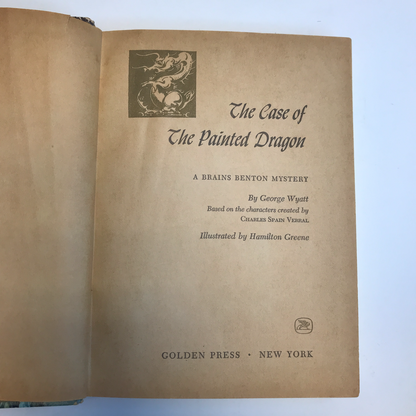 The Case of
The Painted Dragon
A BRAINS BENTON MYSTERY
By George Wyatt
Based on the characters created by
CHARLES SPAIN VERRAL
Illustrated by Hamilton Greene
GOLDEN PRESS • NEW YORK